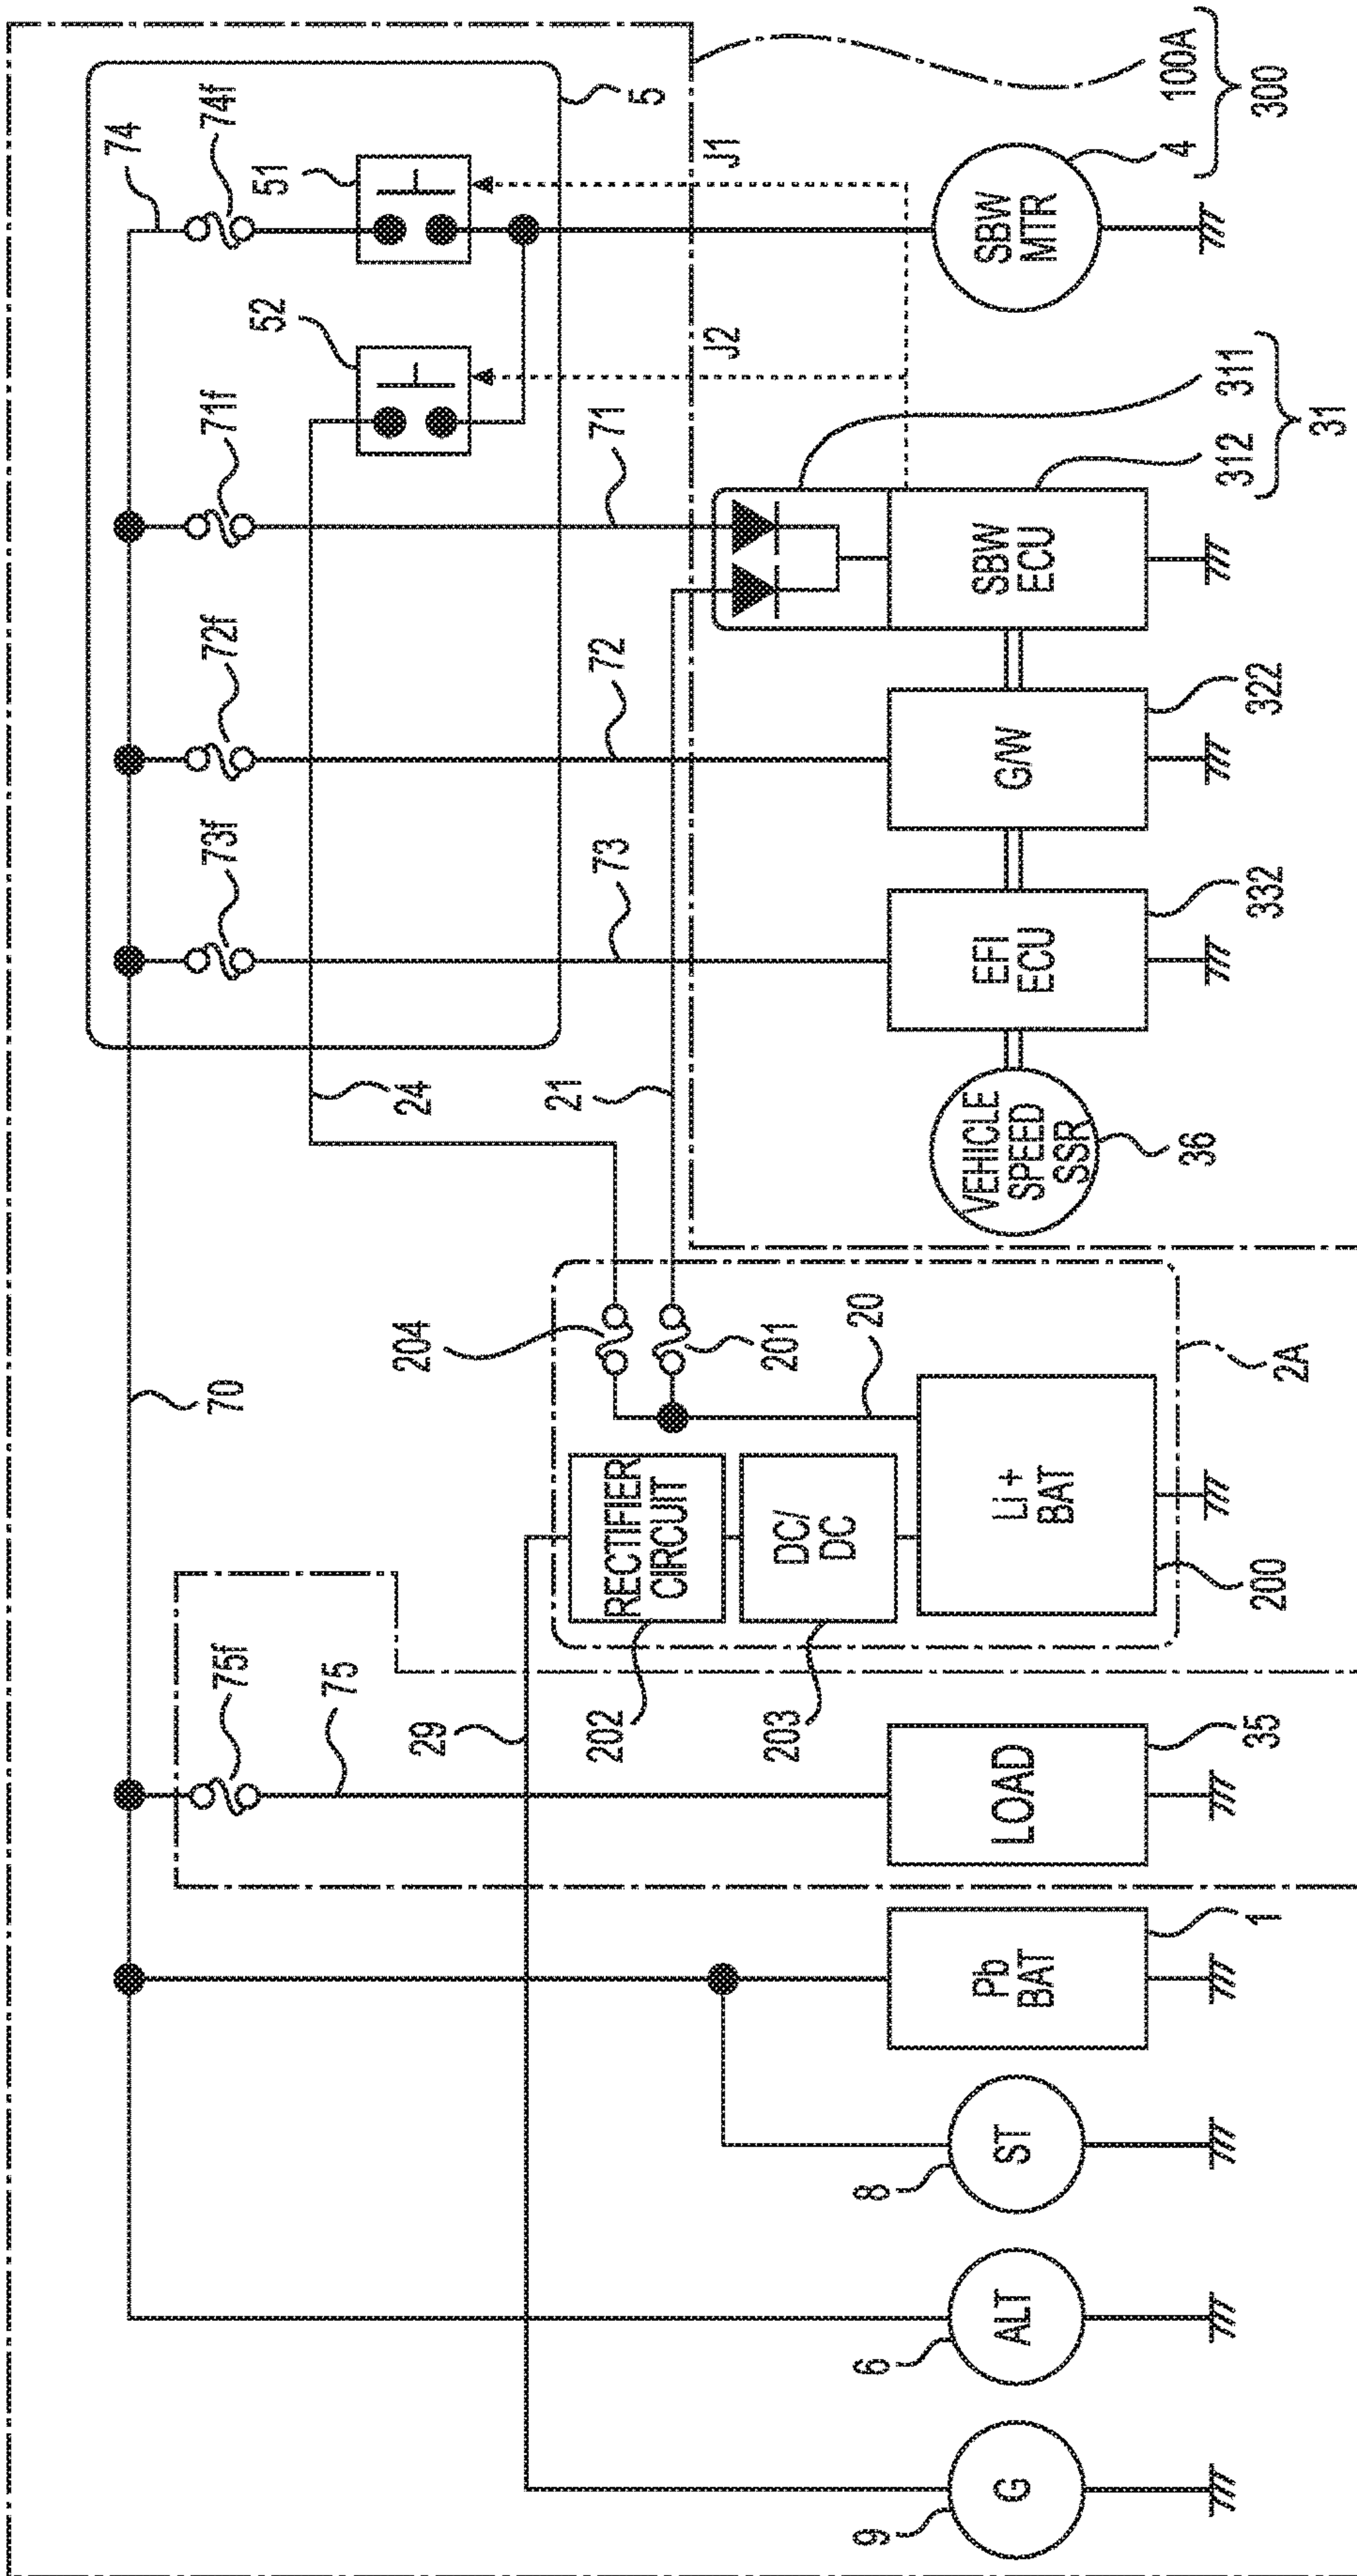 74
74f
51
5
J1
100A
300
4
SBW
MTR
52
J2
71f
71
311
312
31
SBW
ECU
72f
72
G/W
322
73f
73
EFI
ECU
332
24
21
VEHICLE
SPEED
SSR
36
70
204
201
20
2A
RECTIFIER
CIRCUIT
DC/
DC
Li +
BAT
200
202
203
75f
75
29
LOAD
35
Pb
BAT
1
ST
8
ALT
6
G
9